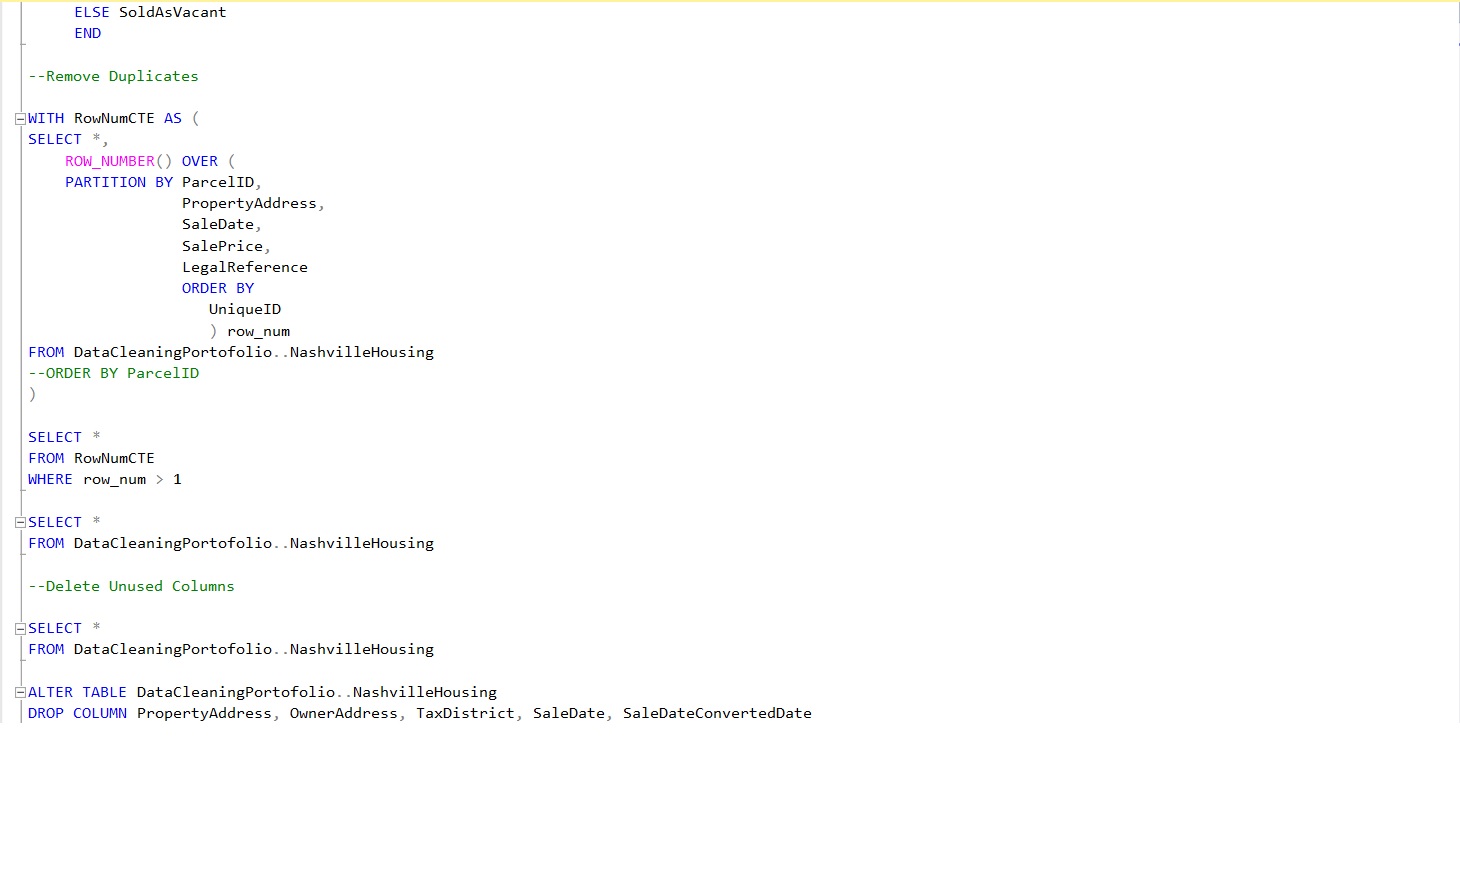 ELSE SoldAsVacant
END
--Remove Duplicates
WITH RowNumCTE AS (
SELECT *,
ROW_NUMBER() OVER (
PARTITION BY ParcelID,
PropertyAddress,
SaleDate,
SalePrice,
LegalReference
ORDER BY
UniqueID
) row_num
FROM DataCleaningPortofolio..NashvilleHousing
--ORDER BY ParcelID
)
SELECT *
FROM RowNumCTE
WHERE row_num > 1
SELECT *
FROM DataCleaningPortofolio..NashvilleHousing
--Delete Unused Columns
SELECT *
FROM DataCleaningPortofolio..NashvilleHousing
ALTER TABLE DataCleaningPortofolio..NashvilleHousing
DROP COLUMN PropertyAddress, OwnerAddress, TaxDistrict, SaleDate, SaleDateConvertedDate